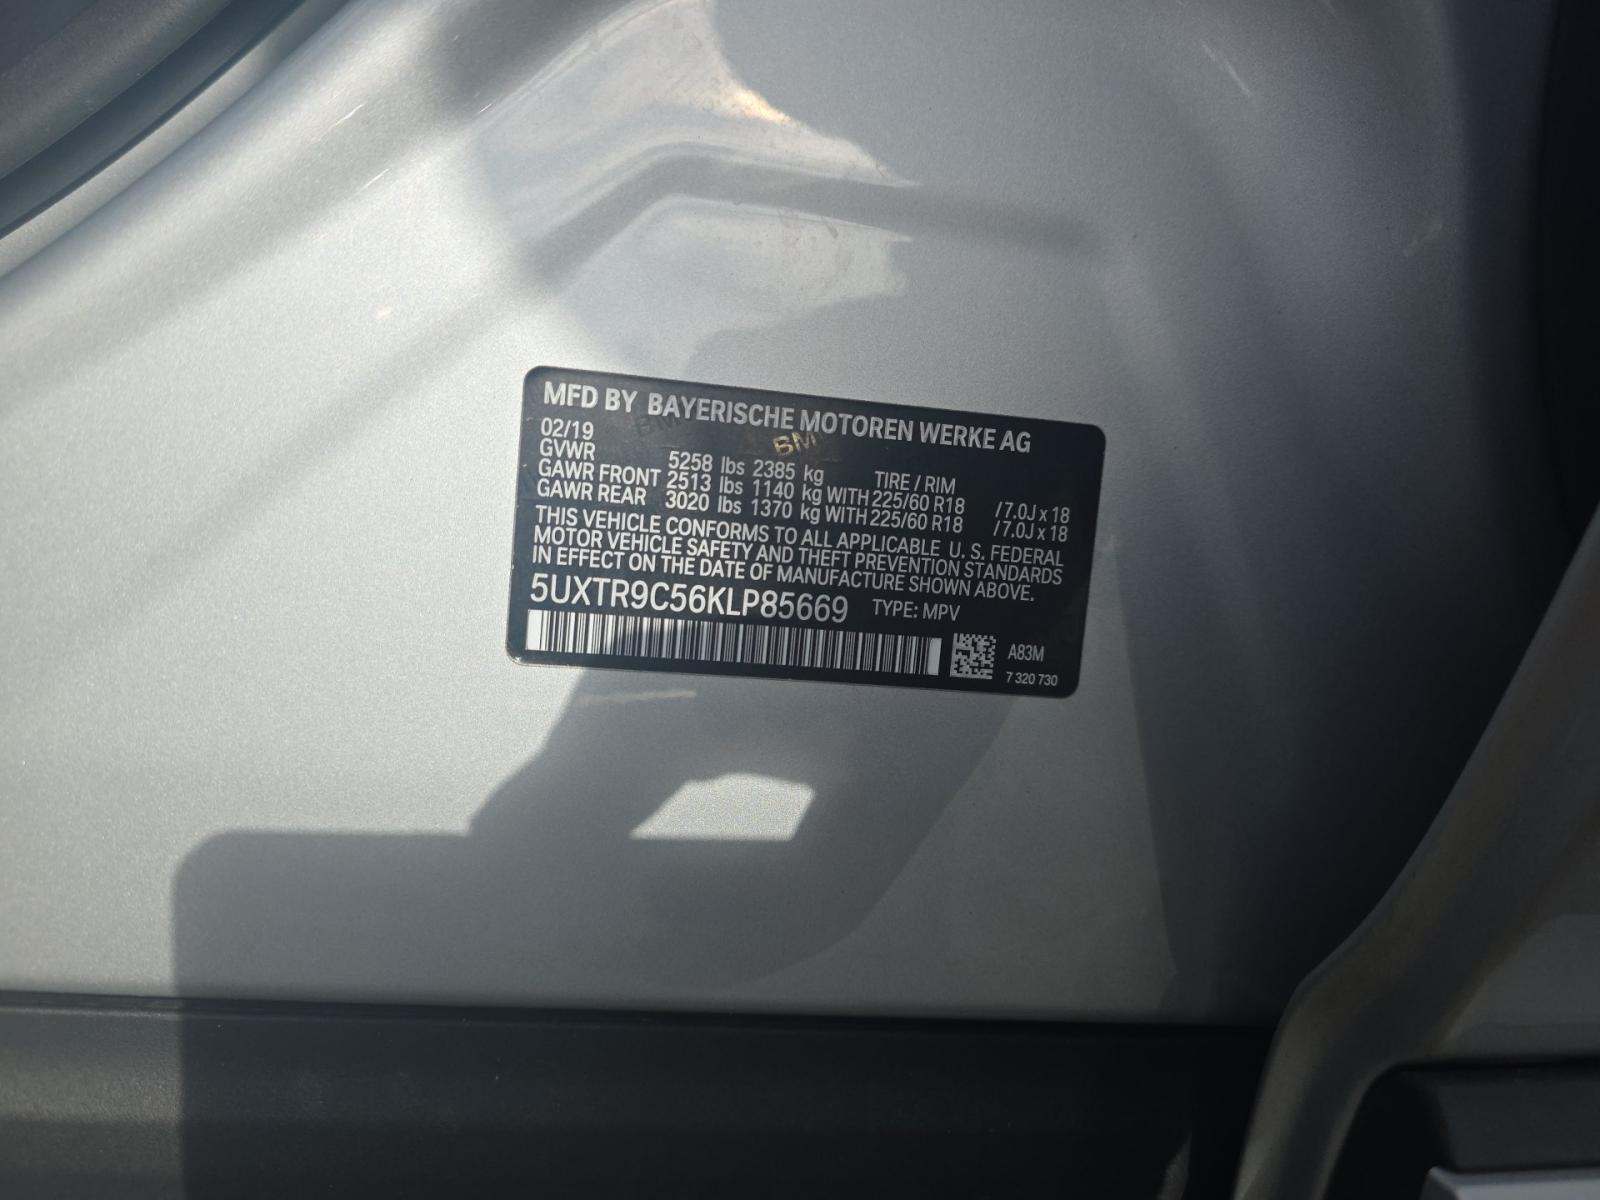 MFD BY BAYERISCHE MOTOREN WERKE AG
02/19
GVWR 5258 lbs 2385 kg TIRE / RIM
GAWR FRONT 2513 lbs 1140 kg WITH 225/60 R18 / 7.0J x 18
GAWR REAR 3020 lbs 1370 kg WITH 225/60 R18 / 7.0J x 18
THIS VEHICLE CONFORMS TO ALL APPLICABLE U. S. FEDERAL
MOTOR VEHICLE SAFETY AND THEFT PREVENTION STANDARDS
IN EFFECT ON THE DATE OF MANUFACTURE SHOWN ABOVE.
5UXTR9C56KLP85669 TYPE: MPV
A83M
7 320 730